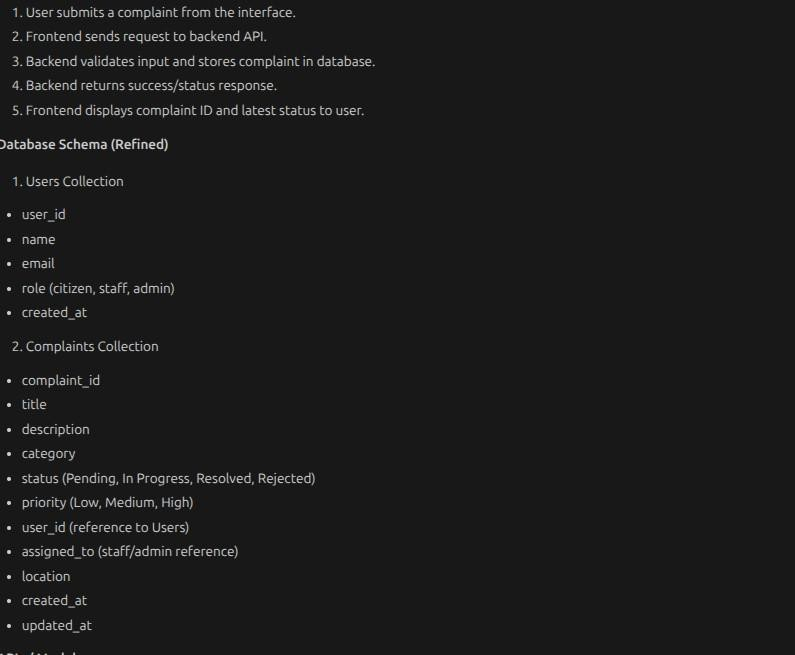 1. User submits a complaint from the interface.
2. Frontend sends request to backend API.
3. Backend validates input and stores complaint in database.
4. Backend returns success/status response.
5. Frontend displays complaint ID and latest status to user.
Database Schema (Refined)
1. Users Collection
• user_id
• name
• email
• role (citizen, staff, admin)
• created_at
2. Complaints Collection
• complaint_id
• title
• description
• category
• status (Pending, In Progress, Resolved, Rejected)
• priority (Low, Medium, High)
• user_id (reference to Users)
• assigned_to (staff/admin reference)
• location
• created_at
• updated_at